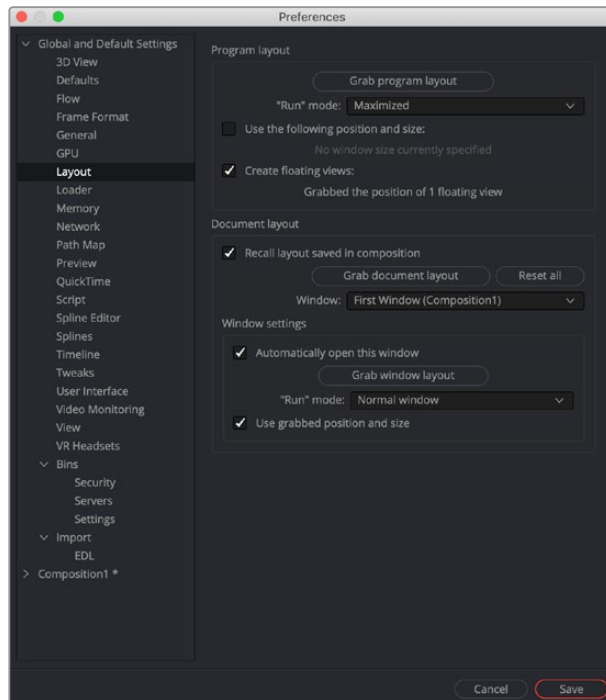 Preferences
Global and Default Settings
3D View
Defaults
Flow
Frame Format
General
GPU
Layout
Loader
Memory
Network
Path Map
Preview
QuickTime
Script
Spline Editor
Splines
Timeline
Tweaks
User Interface
Video Monitoring
View
VR Headsets
Bins
Security
Servers
Settings
Import
EDL
Composition1 *
Program layout
Grab program layout
"Run" mode: Maximized
Use the following position and size:
No window size currently specified
Create floating views:
Grabbed the position of 1 floating view
Document layout
Recall layout saved in composition
Grab document layout Reset all
Window: First Window (Composition1)
Window settings
Automatically open this window
Grab window layout
"Run" mode: Normal window
Use grabbed position and size
Cancel Save